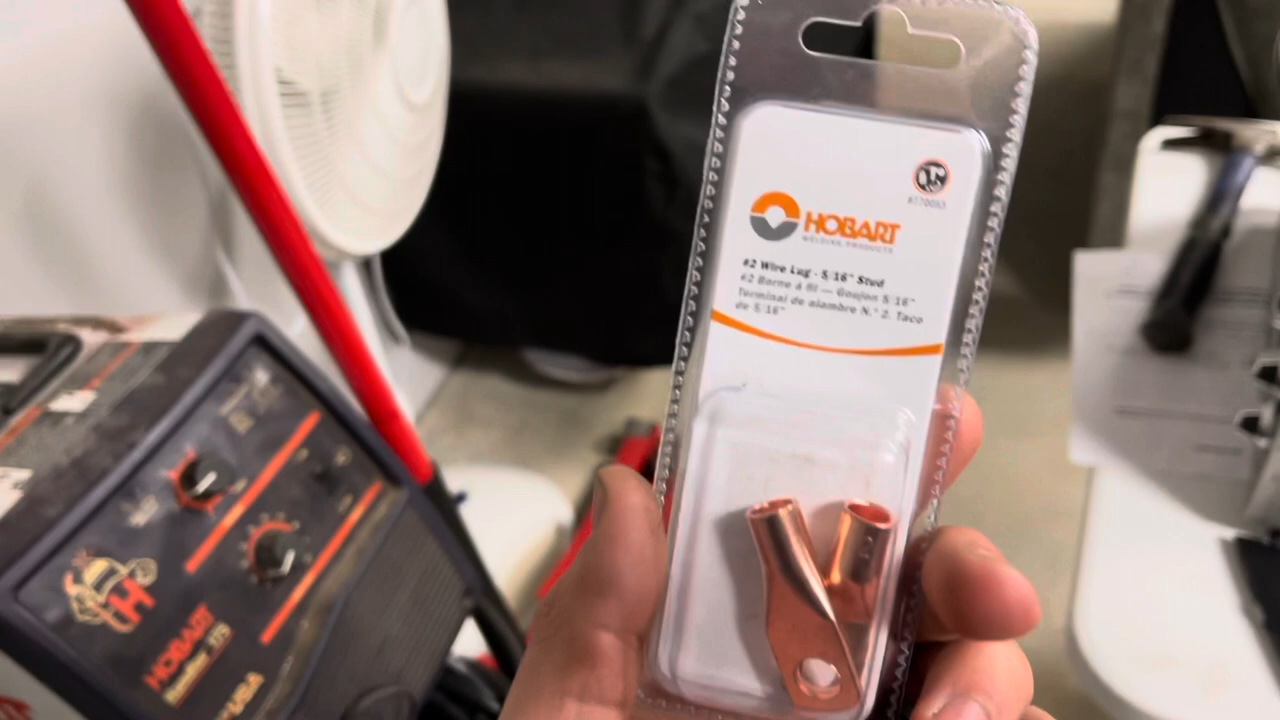 HOBART
WELDING PRODUCTS
#2 Wire Lug - 5/16" Stud
#2 Borne à fil — Goujon 5/16"
Terminal de alambre N.° 2. Taco
de 5/16"
HOBART
USA